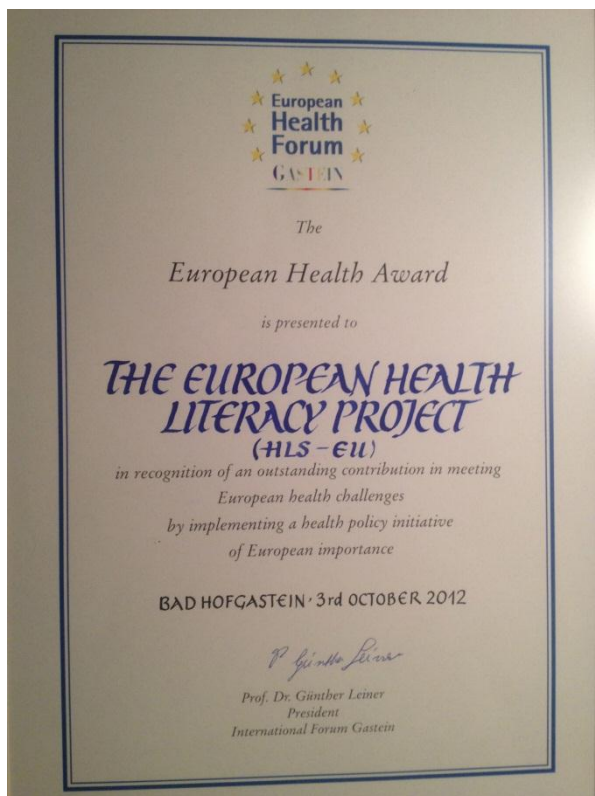 European
Health
Forum
GASTEIN
The
European Health Award
is presented to
THE EUROPEAN HEALTH
LITERACY PROJECT
(HLS-EU)
in recognition of an outstanding contribution in meeting
European health challenges
by implementing a health policy initiative
of European importance
BAD HOFGASTEIN · 3rd OCTOBER 2012
P Günther Leiner
Prof. Dr. Günther Leiner
President
International Forum Gastein